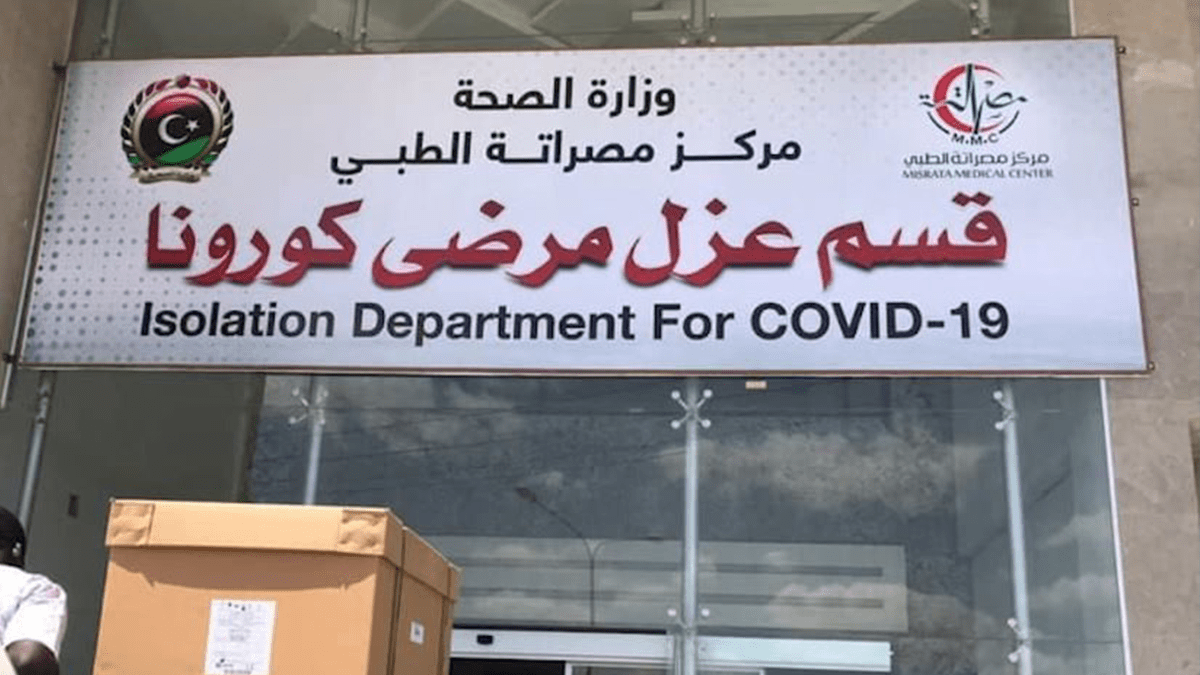 وزارة الصحة
مركز مصراتة الطبي
مصراتة
M.M.C
مركز مصراتة الطبي
MISRATA MEDICAL CENTER
قسم عزل مرضى كورونا
Isolation Department For COVID-19